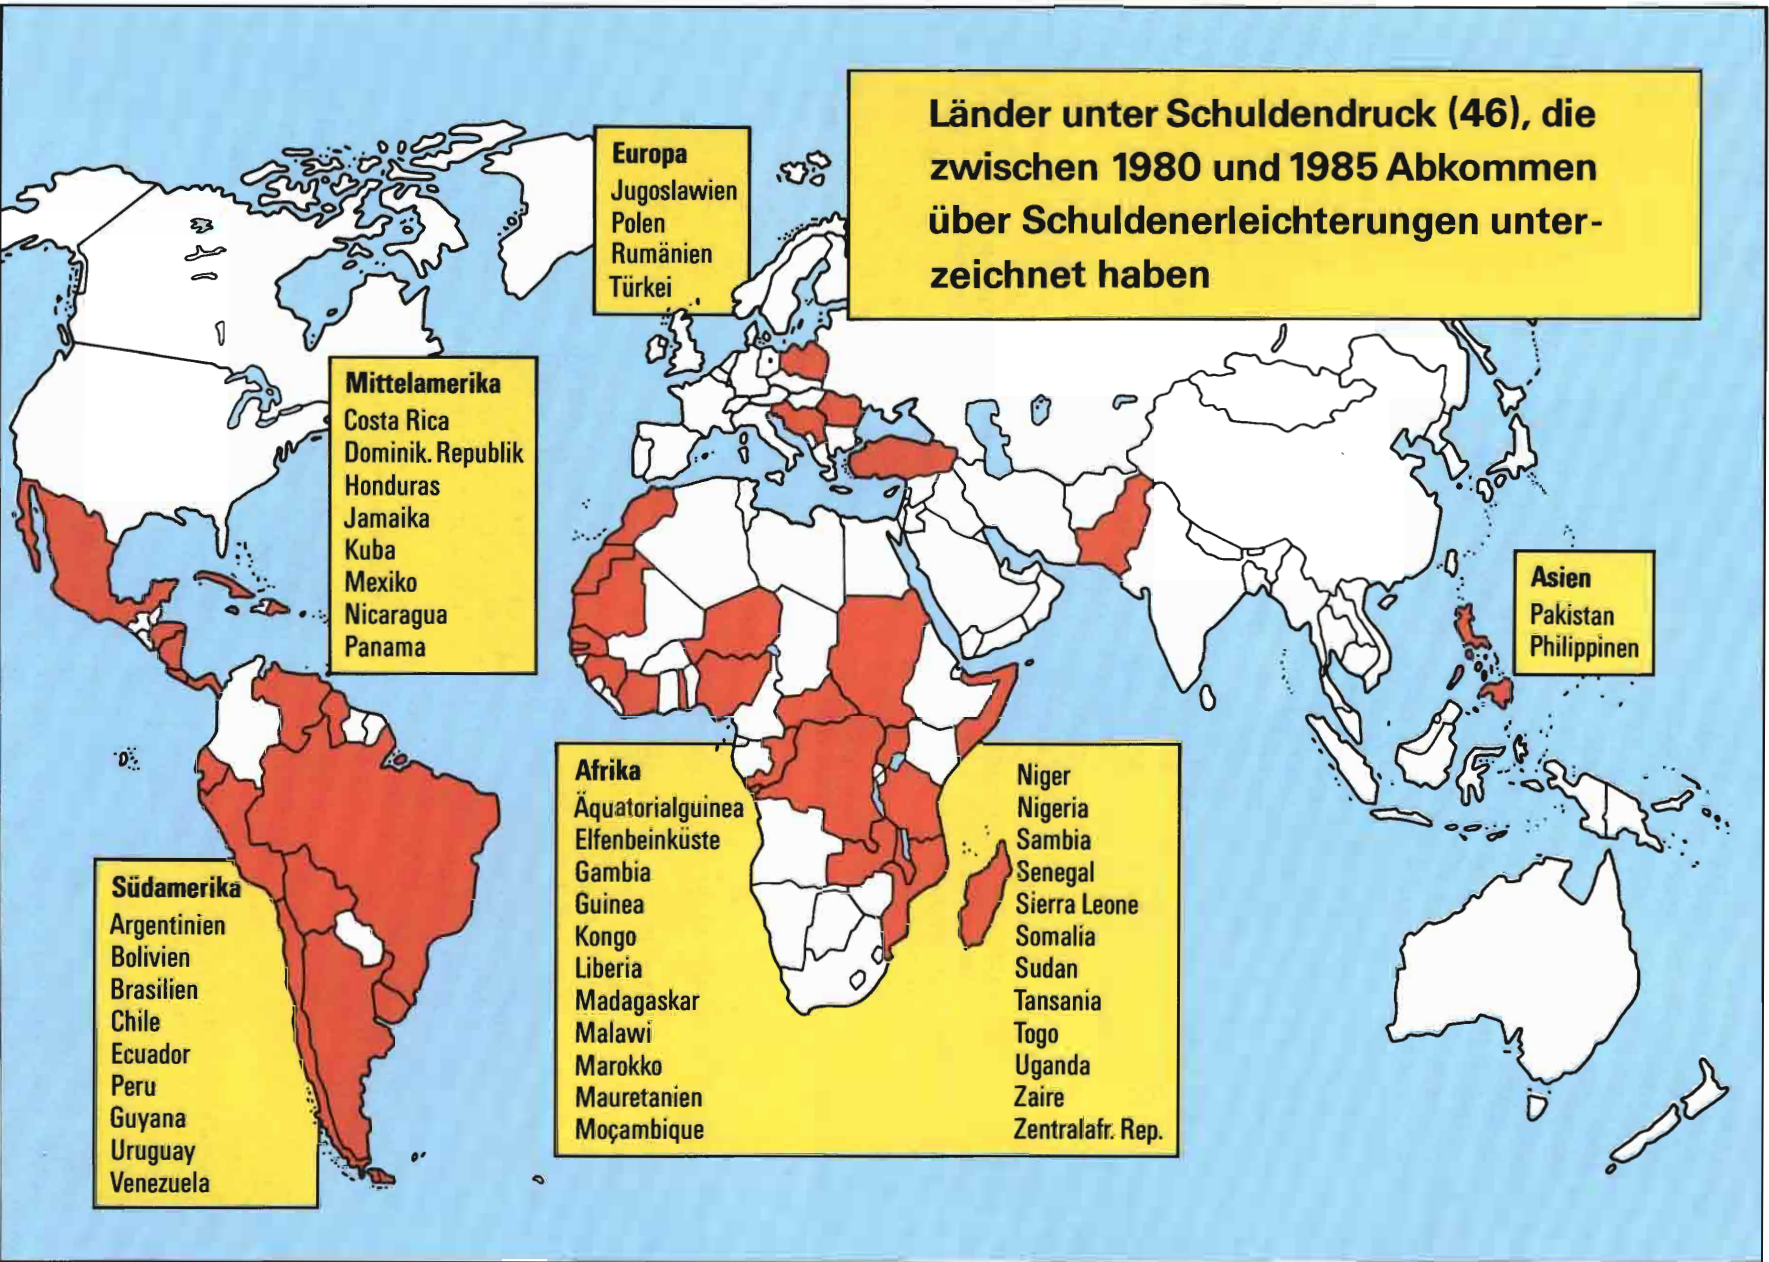 Länder unter Schuldendruck (46), die
zwischen 1980 und 1985 Abkommen
über Schuldenerleichterungen unter-
zeichnet haben
Europa
Jugoslawien
Polen
Rumänien
Türkei
Mittelamerika
Costa Rica
Dominik. Republik
Honduras
Jamaika
Kuba
Mexiko
Nicaragua
Panama
Asien
Pakistan
Philippinen
Südamerika
Argentinien
Bolivien
Brasilien
Chile
Ecuador
Peru
Guyana
Uruguay
Venezuela
Afrika
Äquatorialguinea
Elfenbeinküste
Gambia
Guinea
Kongo
Liberia
Madagaskar
Malawi
Marokko
Mauretanien
Moçambique
Niger
Nigeria
Sambia
Senegal
Sierra Leone
Somalia
Sudan
Tansania
Togo
Uganda
Zaire
Zentralafr. Rep.